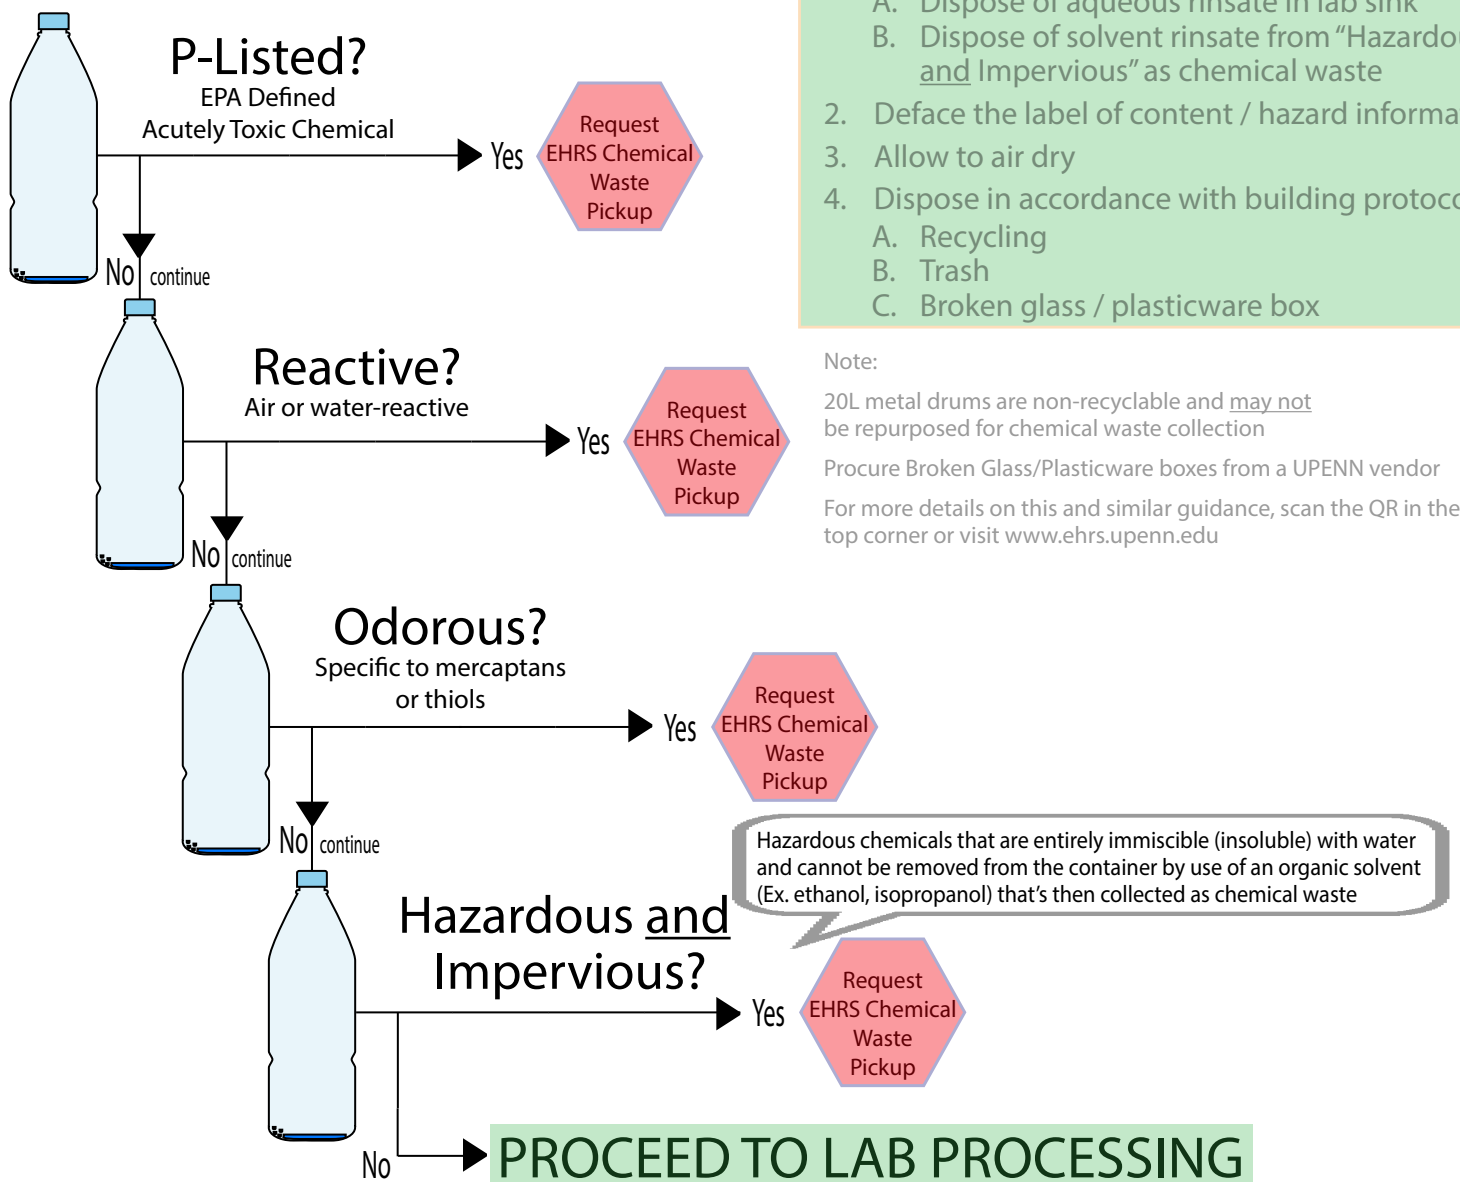 P-Listed?
EPA Defined
Acutely Toxic Chemical
Yes
Request
EHRS Chemical
Waste
Pickup
No continue
Reactive?
Air or water-reactive
Yes
Request
EHRS Chemical
Waste
Pickup
No continue
Odorous?
Specific to mercaptans
or thiols
Yes
Request
EHRS Chemical
Waste
Pickup
No continue
Hazardous and
Impervious?
Hazardous chemicals that are entirely immiscible (insoluble) with water
and cannot be removed from the container by use of an organic solvent
(Ex. ethanol, isopropanol) that's then collected as chemical waste
Yes
Request
EHRS Chemical
Waste
Pickup
No
PROCEED TO LAB PROCESSING
A. Dispose of aqueous rinsate in lab sink
B. Dispose of solvent rinsate from “Hazardou
and Impervious” as chemical waste
2. Deface the label of content / hazard informa
3. Allow to air dry
4. Dispose in accordance with building protoco
A. Recycling
B. Trash
C. Broken glass / plasticware box
Note:
20L metal drums are non-recyclable and may not
be repurposed for chemical waste collection
Procure Broken Glass/Plasticware boxes from a UPENN vendor
For more details on this and similar guidance, scan the QR in the
top corner or visit www.ehrs.upenn.edu